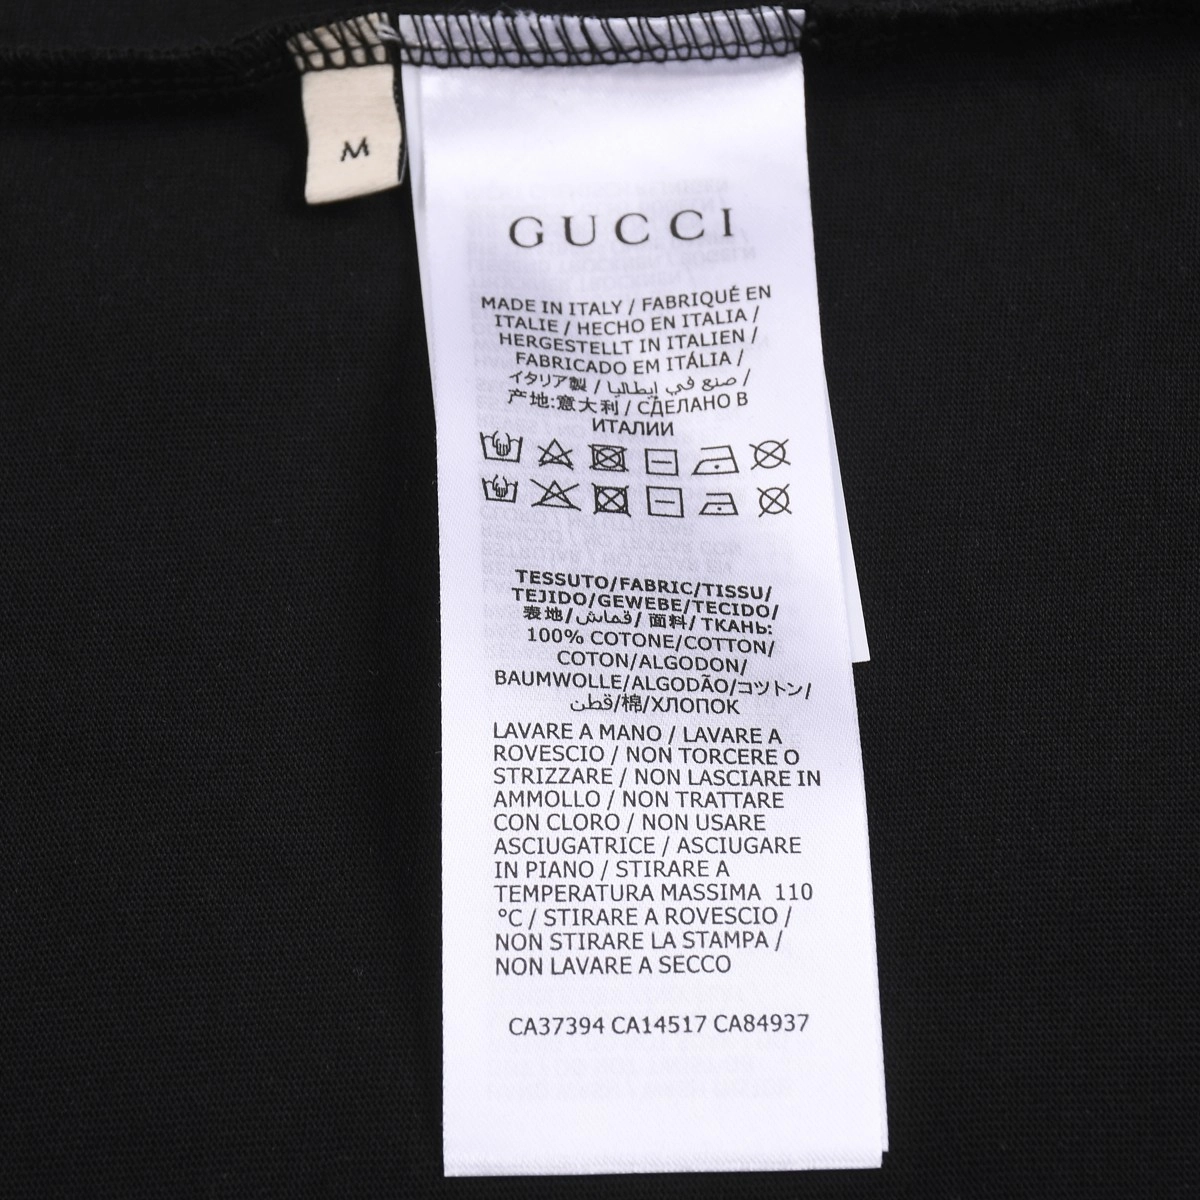 M
GUCCI
MADE IN ITALY / FABRIQUÉ EN
ITALIE / HECHO EN ITALIA /
HERGESTELLT IN ITALIEN /
FABRICADO EM ITÁLIA /
イタリア製 / صنع في إيطاليا /
产地:意大利 / СДЕЛАНО В
ИТАЛИИ
TESSUTO/FABRIC/TISSU/
TEJIDO/GEWEBE/TECIDO/
表地/قماش/ 面料/ ТКАНЬ:
100% COTONE/COTTON/
COTON/ALGODON/
BAUMWOLLE/ALGODÃO/コットン/
قطن/棉/ХЛОПОК
LAVARE A MANO / LAVARE A
ROVESCIO / NON TORCERE O
STRIZZARE / NON LASCIARE IN
AMMOLLO / NON TRATTARE
CON CLORO / NON USARE
ASCIUGATRICE / ASCIUGARE
IN PIANO / STIRARE A
TEMPERATURA MASSIMA 110
°C / STIRARE A ROVESCIO /
NON STIRARE LA STAMPA /
NON LAVARE A SECCO
CA37394 CA14517 CA84937